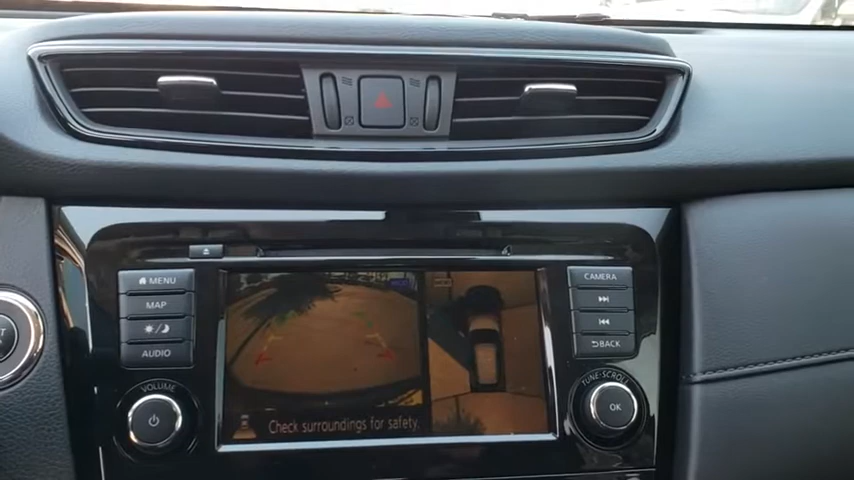 MENU
MAP
AUDIO
VOLUME
CAMERA
BACK
TUNE·SCROLL
OK
Check surroundings for safety.